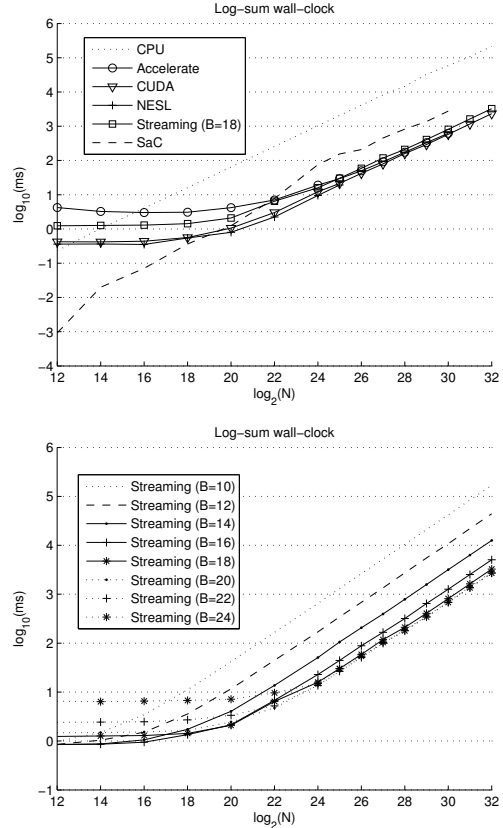 Log-sum wall-clock
6
5
4
3
2
1
0
−1
−2
−3
−4
log10(ms)
CPU
Accelerate
CUDA
NESL
Streaming (B=18)
SaC
12 14 16 18 20 22 24 26 28 30 32
log2(N)
Log-sum wall-clock
6
5
4
3
2
1
0
−1
log10(ms)
Streaming (B=10)
Streaming (B=12)
Streaming (B=14)
Streaming (B=16)
Streaming (B=18)
Streaming (B=20)
Streaming (B=22)
Streaming (B=24)
12 14 16 18 20 22 24 26 28 30 32
log2(N)